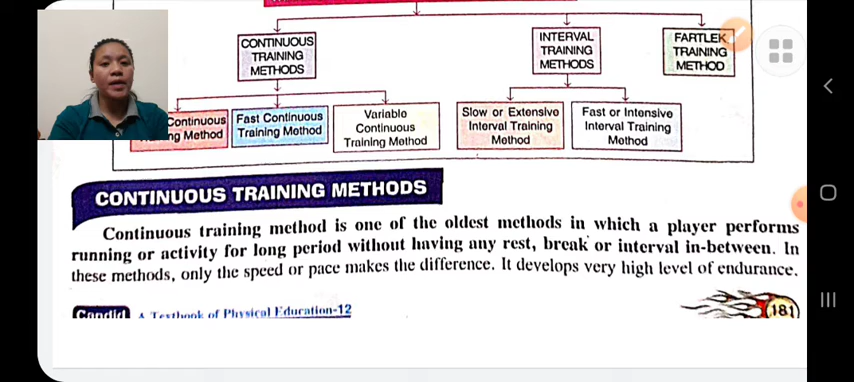 CONTINUOUS
TRAINING
METHODS
INTERVAL
TRAINING
METHODS
FARTLEK
TRAINING
METHOD
Continuous
Training Method
Fast Continuous
Training Method
Variable
Continuous
Training Method
Slow or Extensive
Interval Training
Method
Fast or Intensive
Interval Training
Method
CONTINUOUS TRAINING METHODS
Continuous training method is one of the oldest methods in which a player performs
running or activity for long period without having any rest, break or interval in-between. In
these methods, only the speed or pace makes the difference. It develops very high level of endurance.
Candid A Textbook of Physical Education-12
181